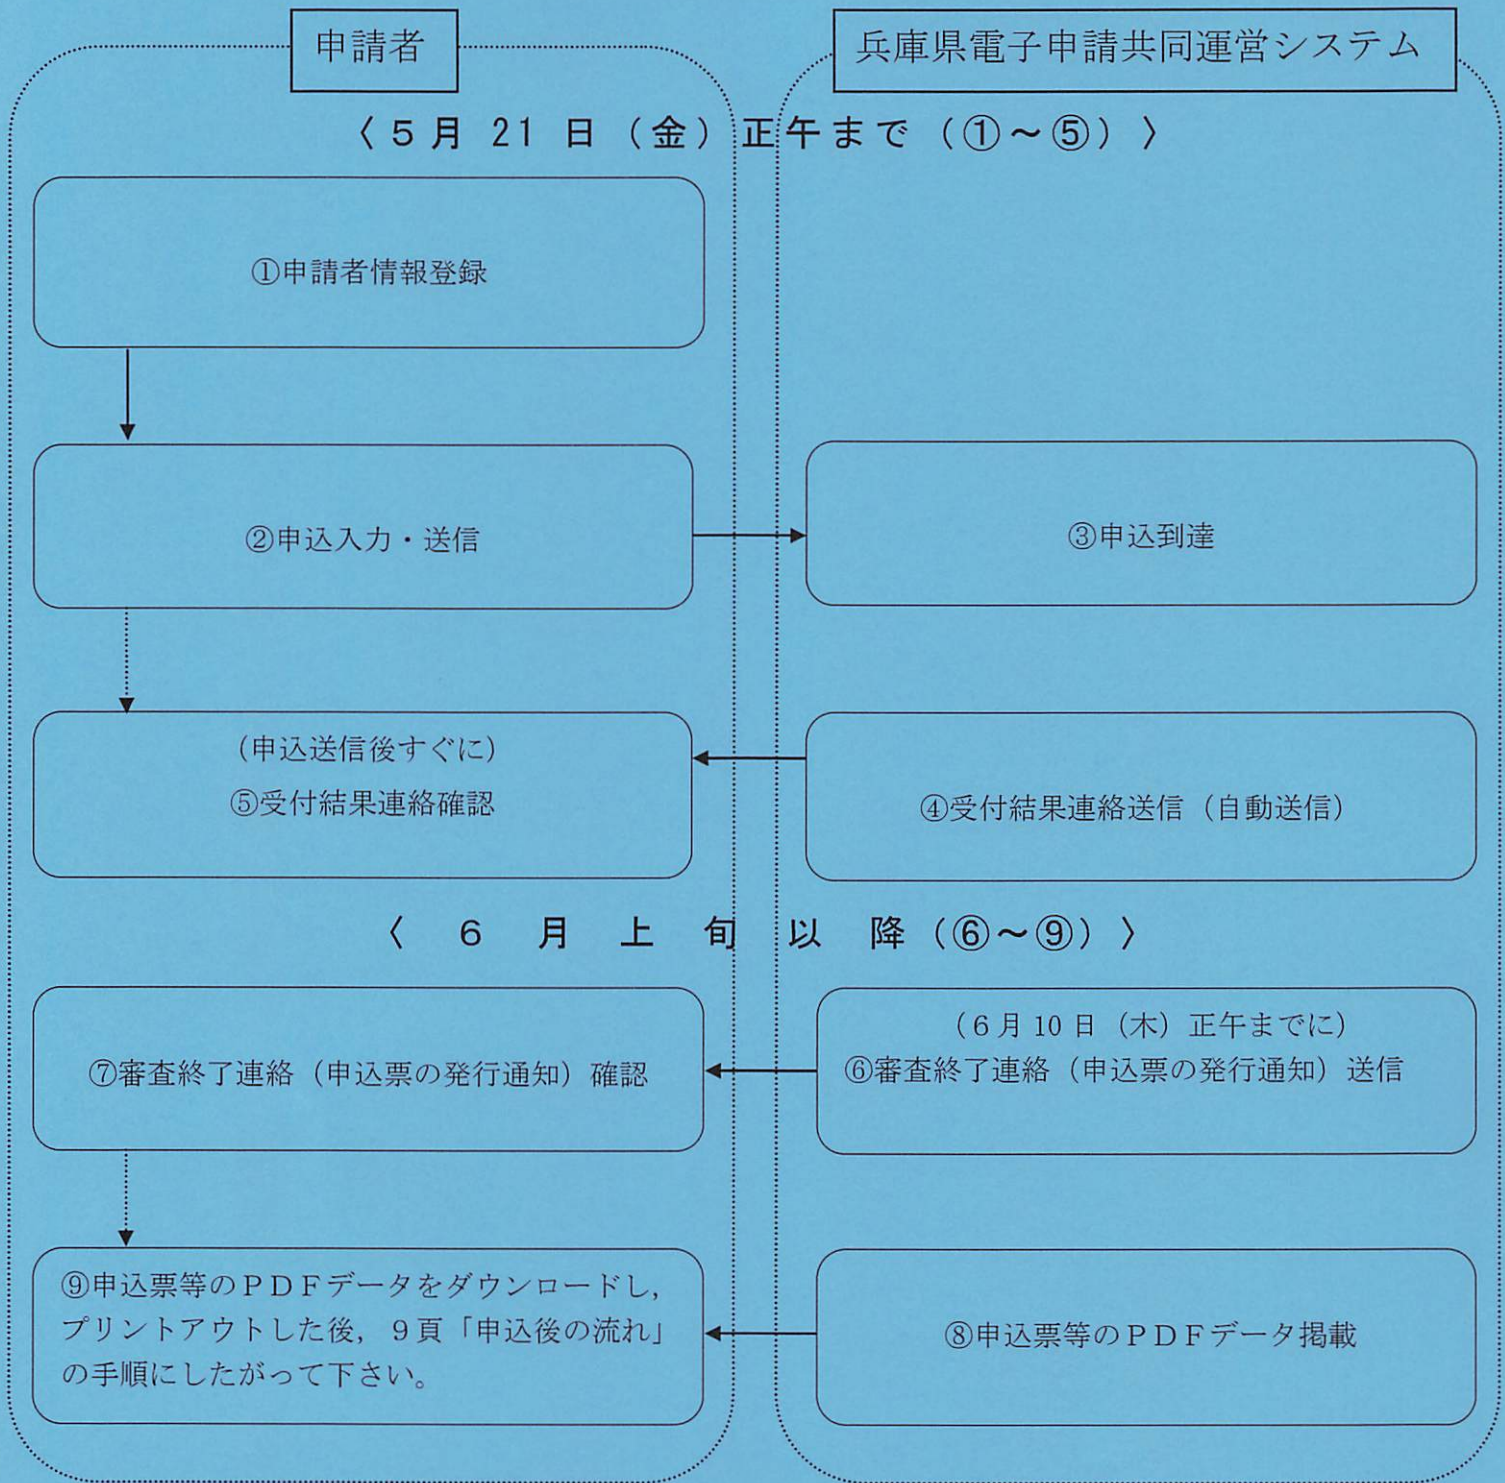 申請者
兵庫県電子申請共同運営システム
〈５月 21 日（金）正午まで（①～⑤）〉
①申請者情報登録
②申込入力・送信
③申込到達
（申込送信後すぐに）
⑤受付結果連絡確認
④受付結果連絡送信（自動送信）
〈 ６ 月 上 旬 以 降（⑥～⑨）〉
（６月 10 日（木）正午までに）
⑦審査終了連絡（申込票の発行通知）確認
⑥審査終了連絡（申込票の発行通知）送信
⑨申込票等のＰＤＦデータをダウンロードし，
プリントアウトした後，９頁「申込後の流れ」
の手順にしたがって下さい。
⑧申込票等のＰＤＦデータ掲載